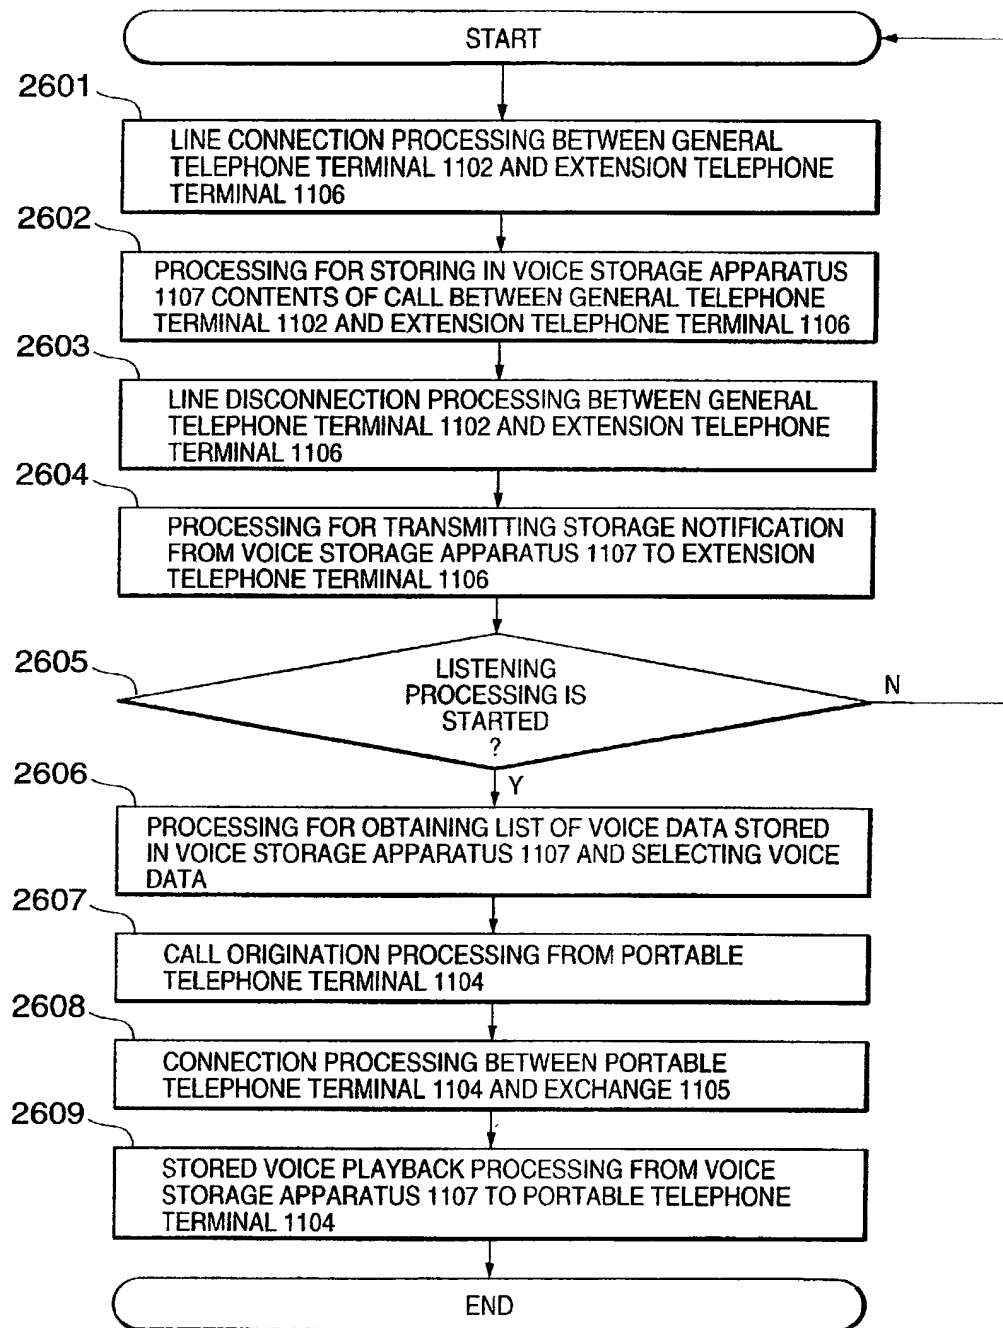 START
2601
LINE CONNECTION PROCESSING BETWEEN GENERAL
TELEPHONE TERMINAL 1102 AND EXTENSION TELEPHONE
TERMINAL 1106
2602
PROCESSING FOR STORING IN VOICE STORAGE APPARATUS
1107 CONTENTS OF CALL BETWEEN GENERAL TELEPHONE
TERMINAL 1102 AND EXTENSION TELEPHONE TERMINAL 1106
2603
LINE DISCONNECTION PROCESSING BETWEEN GENERAL
TELEPHONE TERMINAL 1102 AND EXTENSION TELEPHONE
TERMINAL 1106
2604
PROCESSING FOR TRANSMITTING STORAGE NOTIFICATION
FROM VOICE STORAGE APPARATUS 1107 TO EXTENSION
TELEPHONE TERMINAL 1106
2605
LISTENING
PROCESSING IS
STARTED
?
N
Y
2606
PROCESSING FOR OBTAINING LIST OF VOICE DATA STORED
IN VOICE STORAGE APPARATUS 1107 AND SELECTING VOICE
DATA
2607
CALL ORIGINATION PROCESSING FROM PORTABLE
TELEPHONE TERMINAL 1104
2608
CONNECTION PROCESSING BETWEEN PORTABLE
TELEPHONE TERMINAL 1104 AND EXCHANGE 1105
2609
STORED VOICE PLAYBACK PROCESSING FROM VOICE
STORAGE APPARATUS 1107 TO PORTABLE TELEPHONE
TERMINAL 1104
END